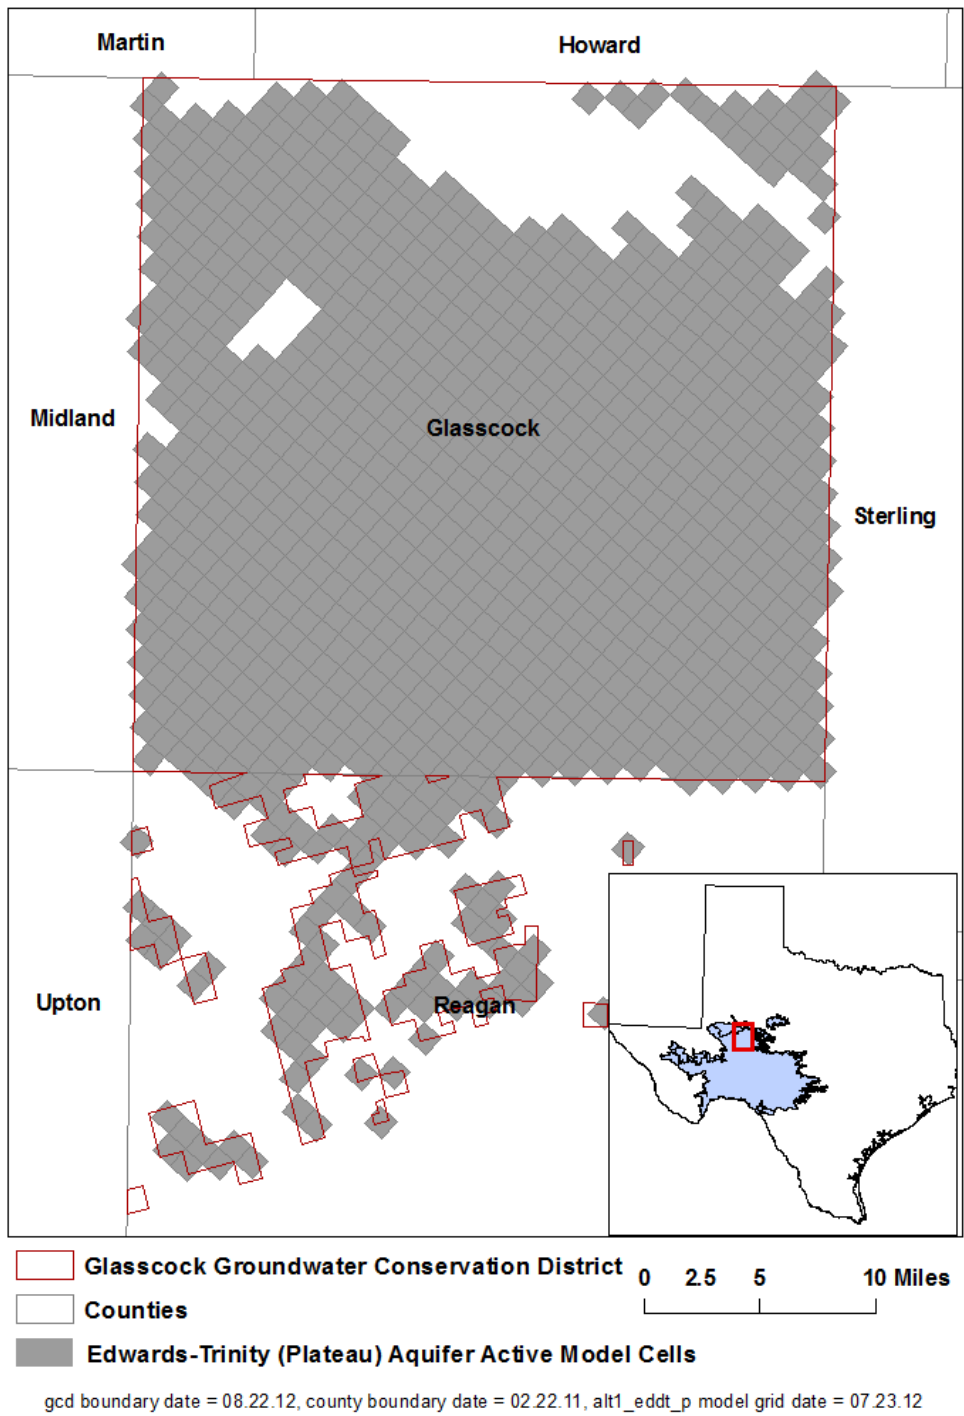 Martin
Howard
Midland
Glasscock
Sterling
Upton
Reagan
Glasscock Groundwater Conservation District
0 2.5 5 10 Miles
Counties
Edwards-Trinity (Plateau) Aquifer Active Model Cells
gcd boundary date = 08.22.12, county boundary date = 02.22.11, alt1_eddt_p model grid date = 07.23.12